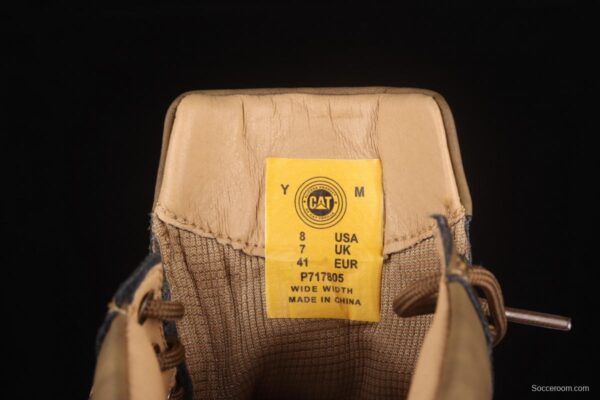 Y M
CAT
8 USA
7 UK
41 EUR
P717805
WIDE WIDTH
MADE IN CHINA
Socceroom.com